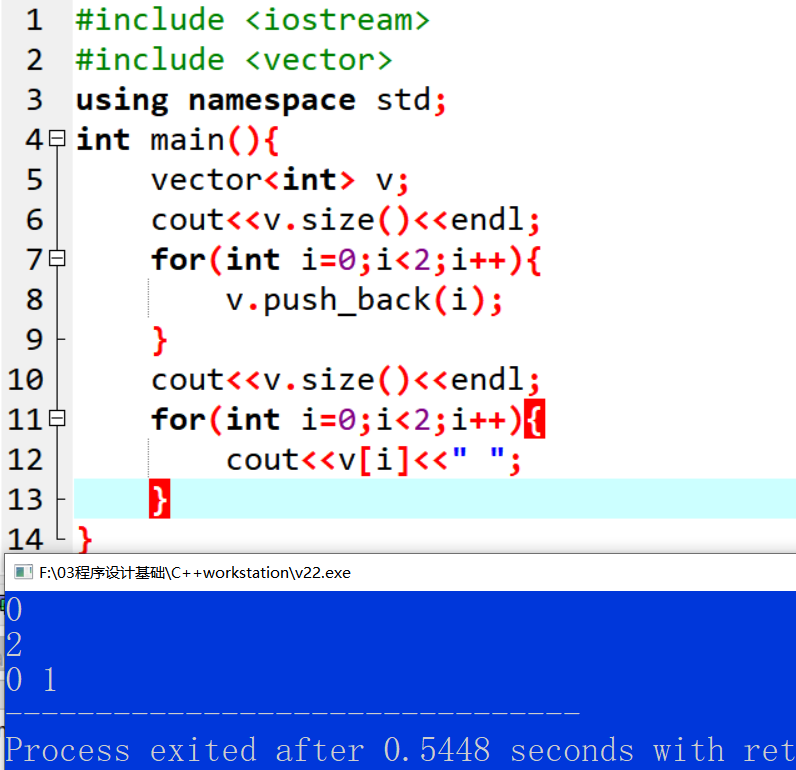 1 #include <iostream>
2 #include <vector>
3 using namespace std;
4 int main(){
5 vector<int> v;
6 cout<<v.size()<<endl;
7 for(int i=0;i<2;i++){
8 v.push_back(i);
9 }
10 cout<<v.size()<<endl;
11 for(int i=0;i<2;i++){
12 cout<<v[i]<<" ";
13 }
14 }
F:\03程序设计基础\C++workstation\v22.exe
0
2
0 1
--------------------------------
Process exited after 0.5448 seconds with ret